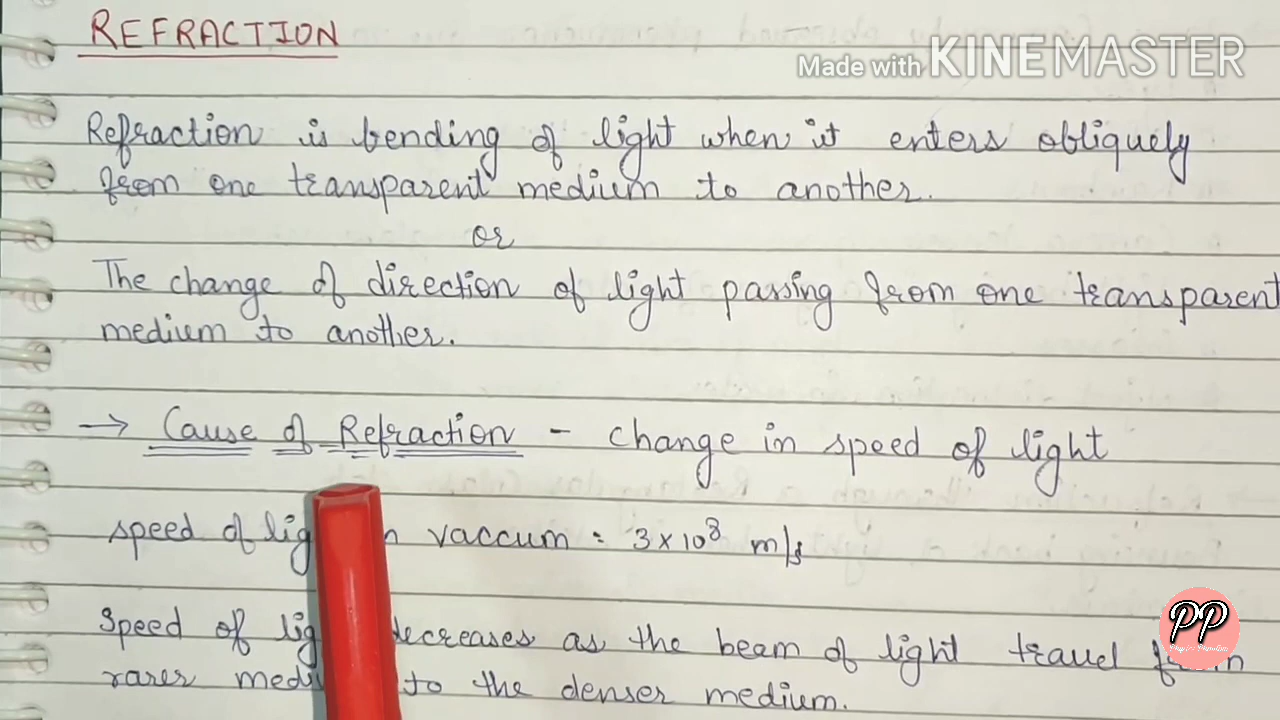 REFRACTION
Made with KINEMASTER
Refraction is bending of light when it enters obliquely
from one transparent medium to another.
or
The change of direction of light passing from one transparent
medium to another.
→ Cause of Refraction - change in speed of light
speed of lig n vaccum = 3 x 10⁸ m/s
Speed of lig decreases as the beam of light travel from
rarer medi to the denser medium.
PP